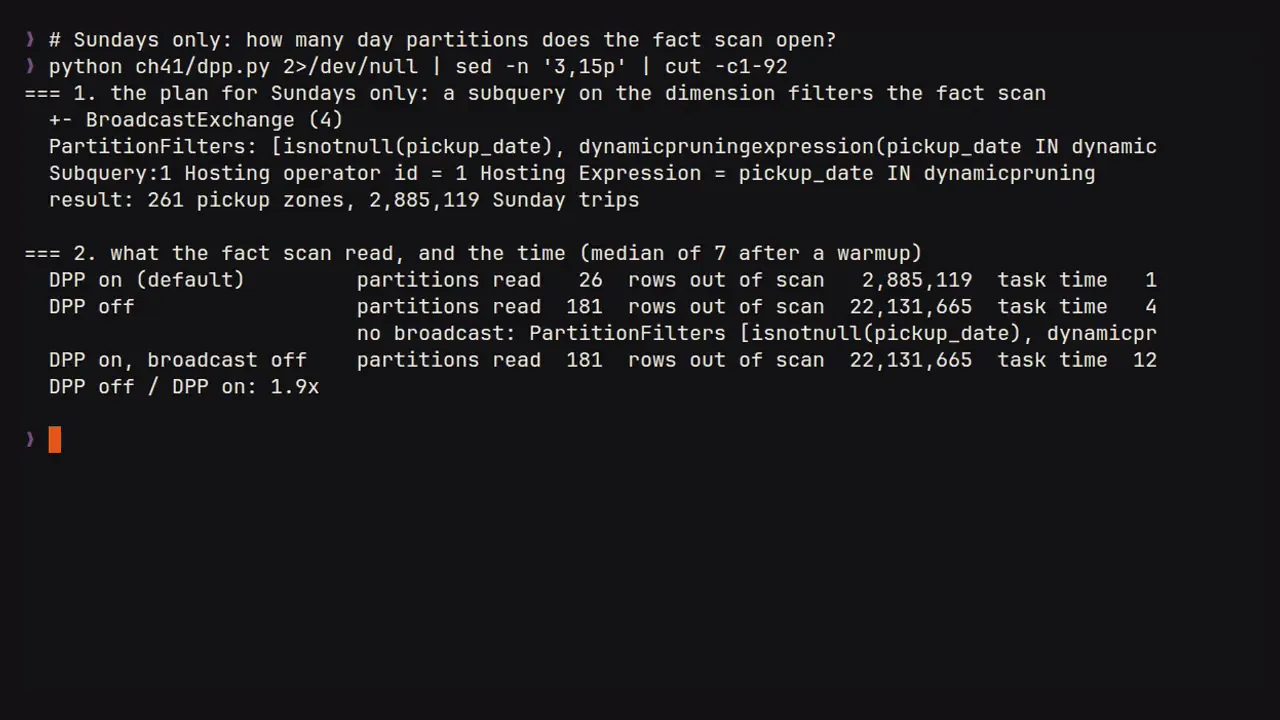 ❯ # Sundays only: how many day partitions does the fact scan open?
❯ python ch41/dpp.py 2>/dev/null | sed -n '3,15p' | cut -c1-92
=== 1. the plan for Sundays only: a subquery on the dimension filters the fact scan
  +- BroadcastExchange (4)
  PartitionFilters: [isnotnull(pickup_date), dynamicpruningexpression(pickup_date IN dynamic
  Subquery:1 Hosting operator id = 1 Hosting Expression = pickup_date IN dynamicpruning
  result: 261 pickup zones, 2,885,119 Sunday trips
=== 2. what the fact scan read, and the time (median of 7 after a warmup)
  DPP on (default)         partitions read   26  rows out of scan   2,885,119  task time   1
  DPP off                  partitions read  181  rows out of scan  22,131,665  task time   4
                           no broadcast: PartitionFilters [isnotnull(pickup_date), dynamicpr
  DPP on, broadcast off    partitions read  181  rows out of scan  22,131,665  task time  12
  DPP off / DPP on: 1.9x
❯